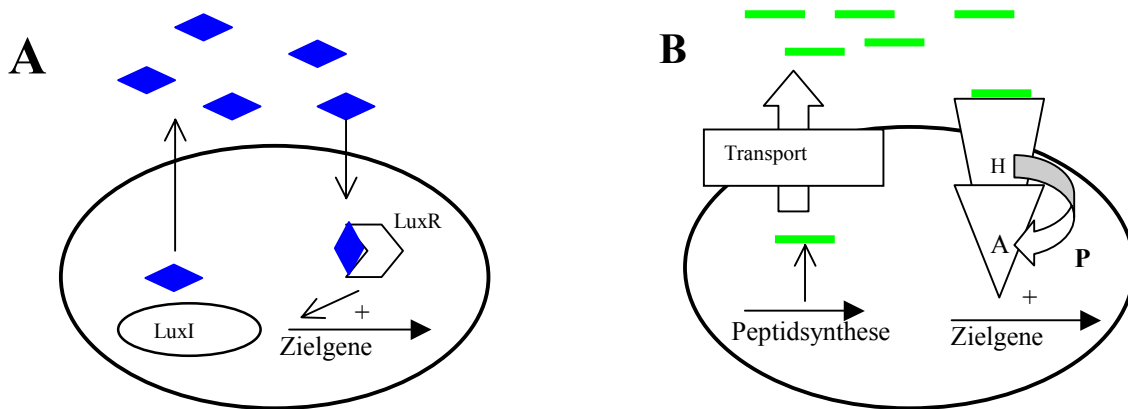 A
LuxR
LuxI
+
Zielgene
B
Transport
H
A
P
Peptidsynthese
+
Zielgene